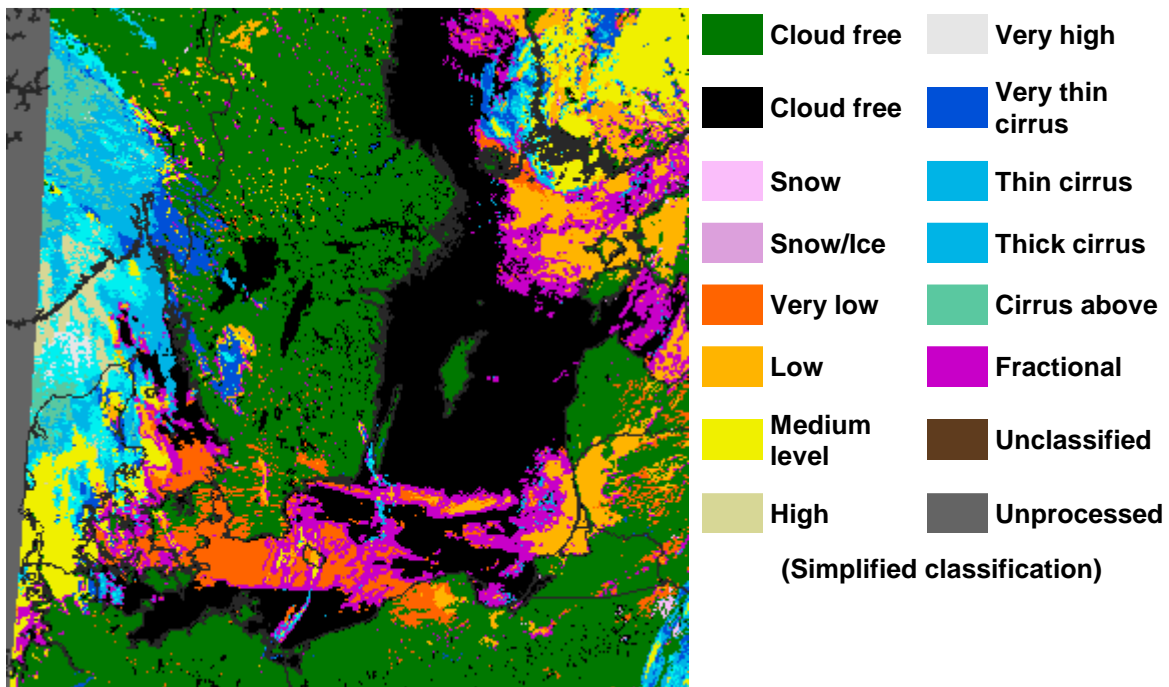 Cloud free
Very high
Cloud free
Very thin
cirrus
Snow
Thin cirrus
Snow/Ice
Thick cirrus
Very low
Cirrus above
Low
Fractional
Medium
level
Unclassified
High
Unprocessed
(Simplified classification)